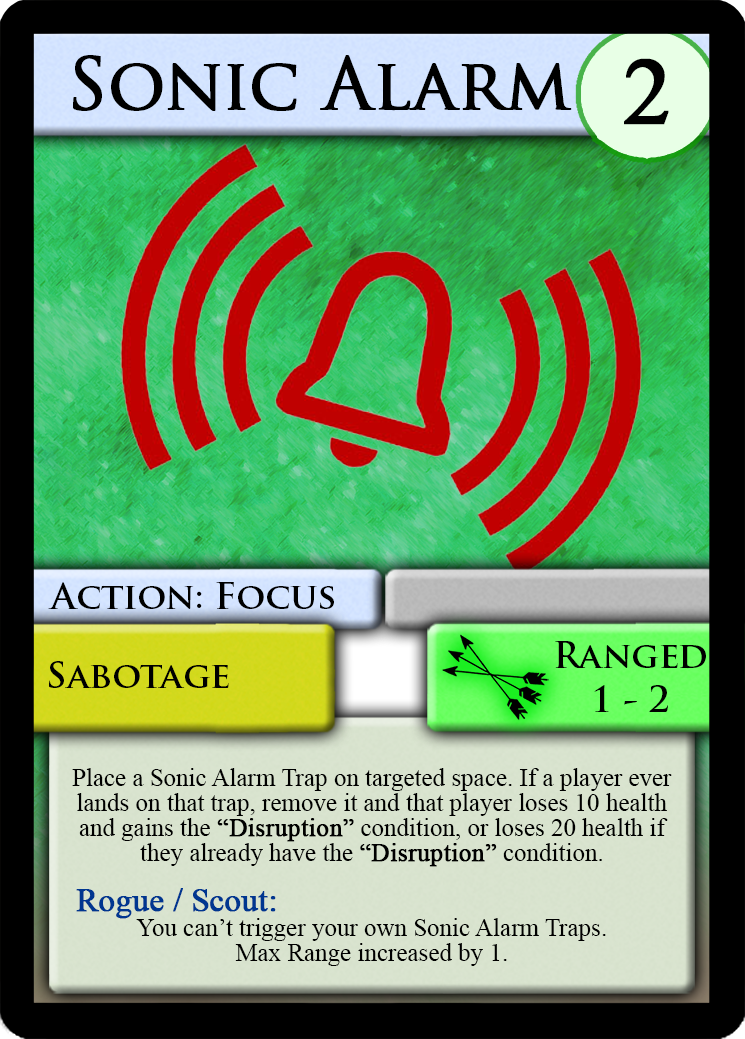 Sonic Alarm
2
Action: Focus
Sabotage
Ranged
1 - 2
Place a Sonic Alarm Trap on targeted space. If a player ever
lands on that trap, remove it and that player loses 10 health
and gains the “Disruption” condition, or loses 20 health if
they already have the “Disruption” condition.
Rogue / Scout:
You can’t trigger your own Sonic Alarm Traps.
Max Range increased by 1.